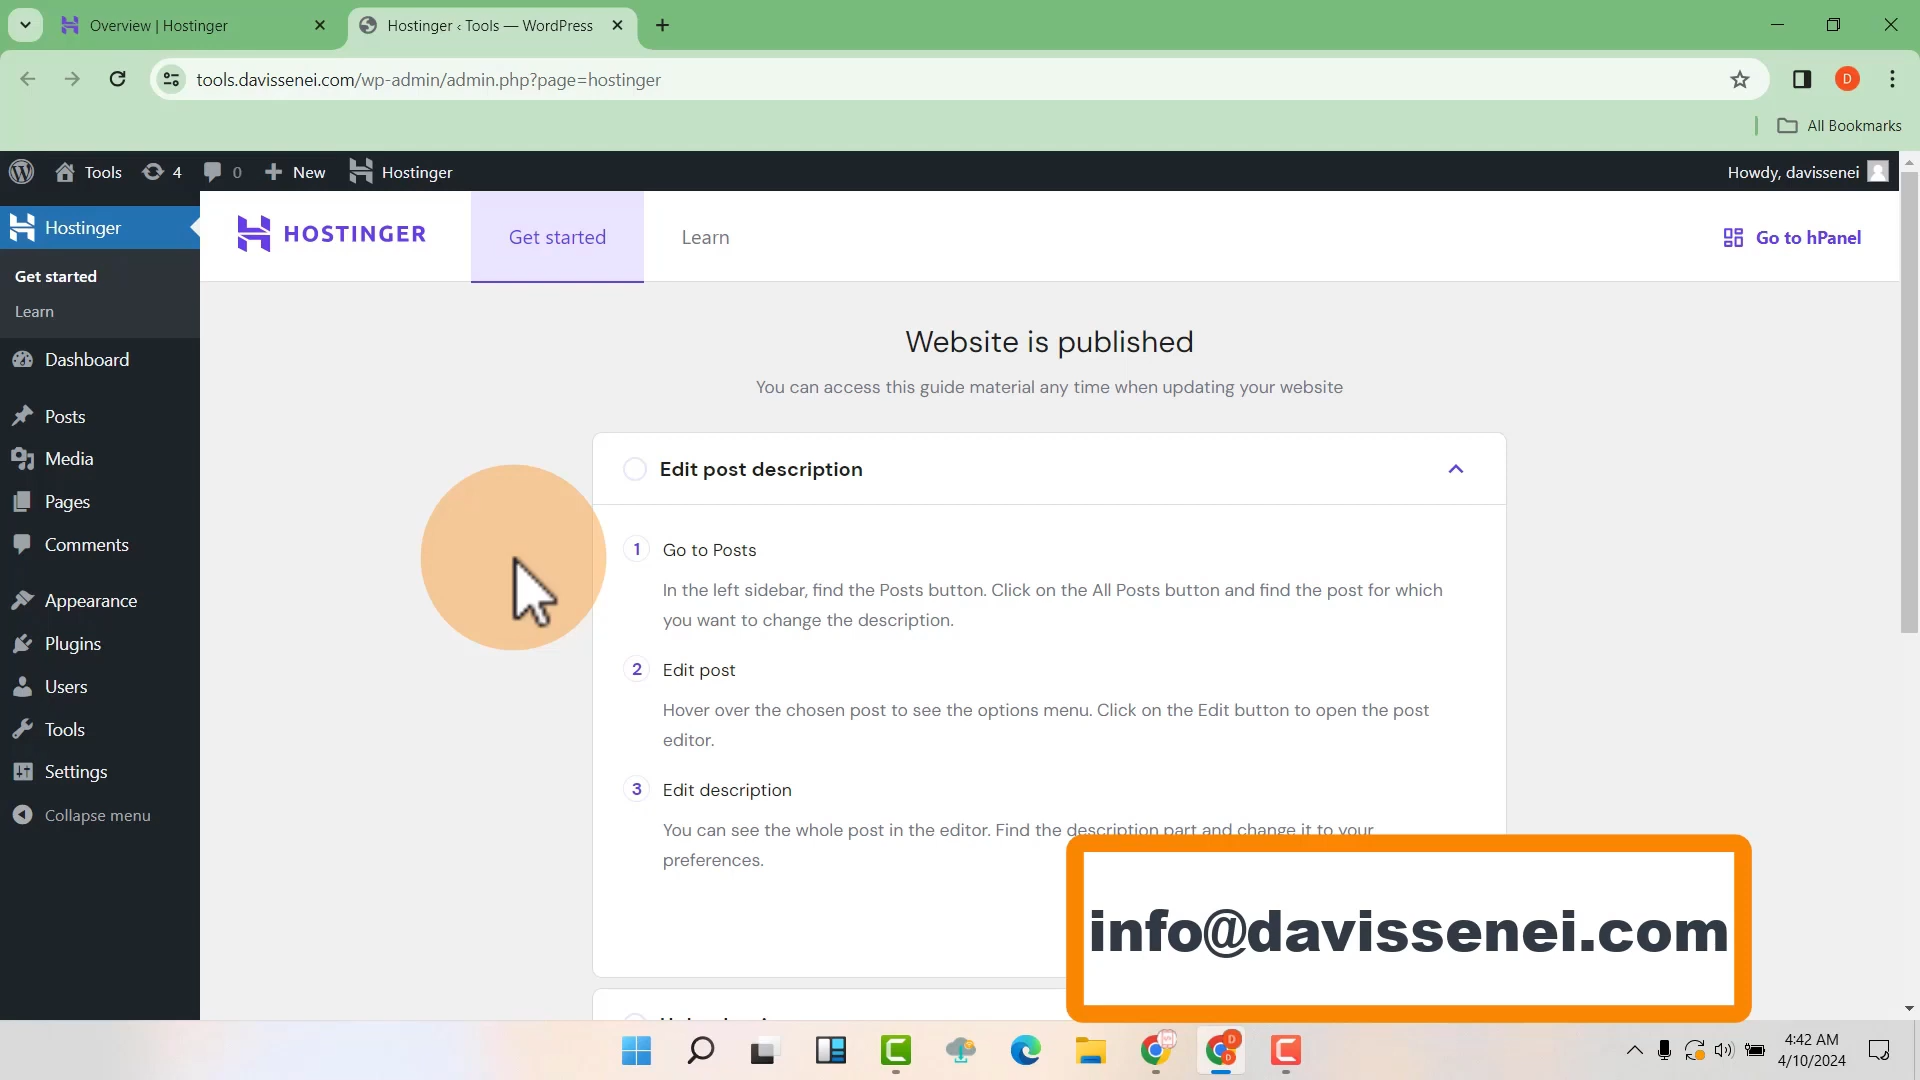 Overview | Hostinger
Hostinger ‹ Tools — WordPress
tools.davissenei.com/wp-admin/admin.php?page=hostinger
D
All Bookmarks
Tools
4
0
New
Hostinger
Howdy, davissenei
Hostinger
Get started
Learn
Dashboard
Posts
Media
Pages
Comments
Appearance
Plugins
Users
Tools
Settings
Collapse menu
HOSTINGER
Get started
Learn
Go to hPanel
Website is published
You can access this guide material any time when updating your website
Edit post description
1 Go to Posts
In the left sidebar, find the Posts button. Click on the All Posts button and find the post for which
you want to change the description.
2 Edit post
Hover over the chosen post to see the options menu. Click on the Edit button to open the post
editor.
3 Edit description
You can see the whole post in the editor. Find the description part and change it to your
preferences.
info@davissenei.com
4:42 AM
4/10/2024